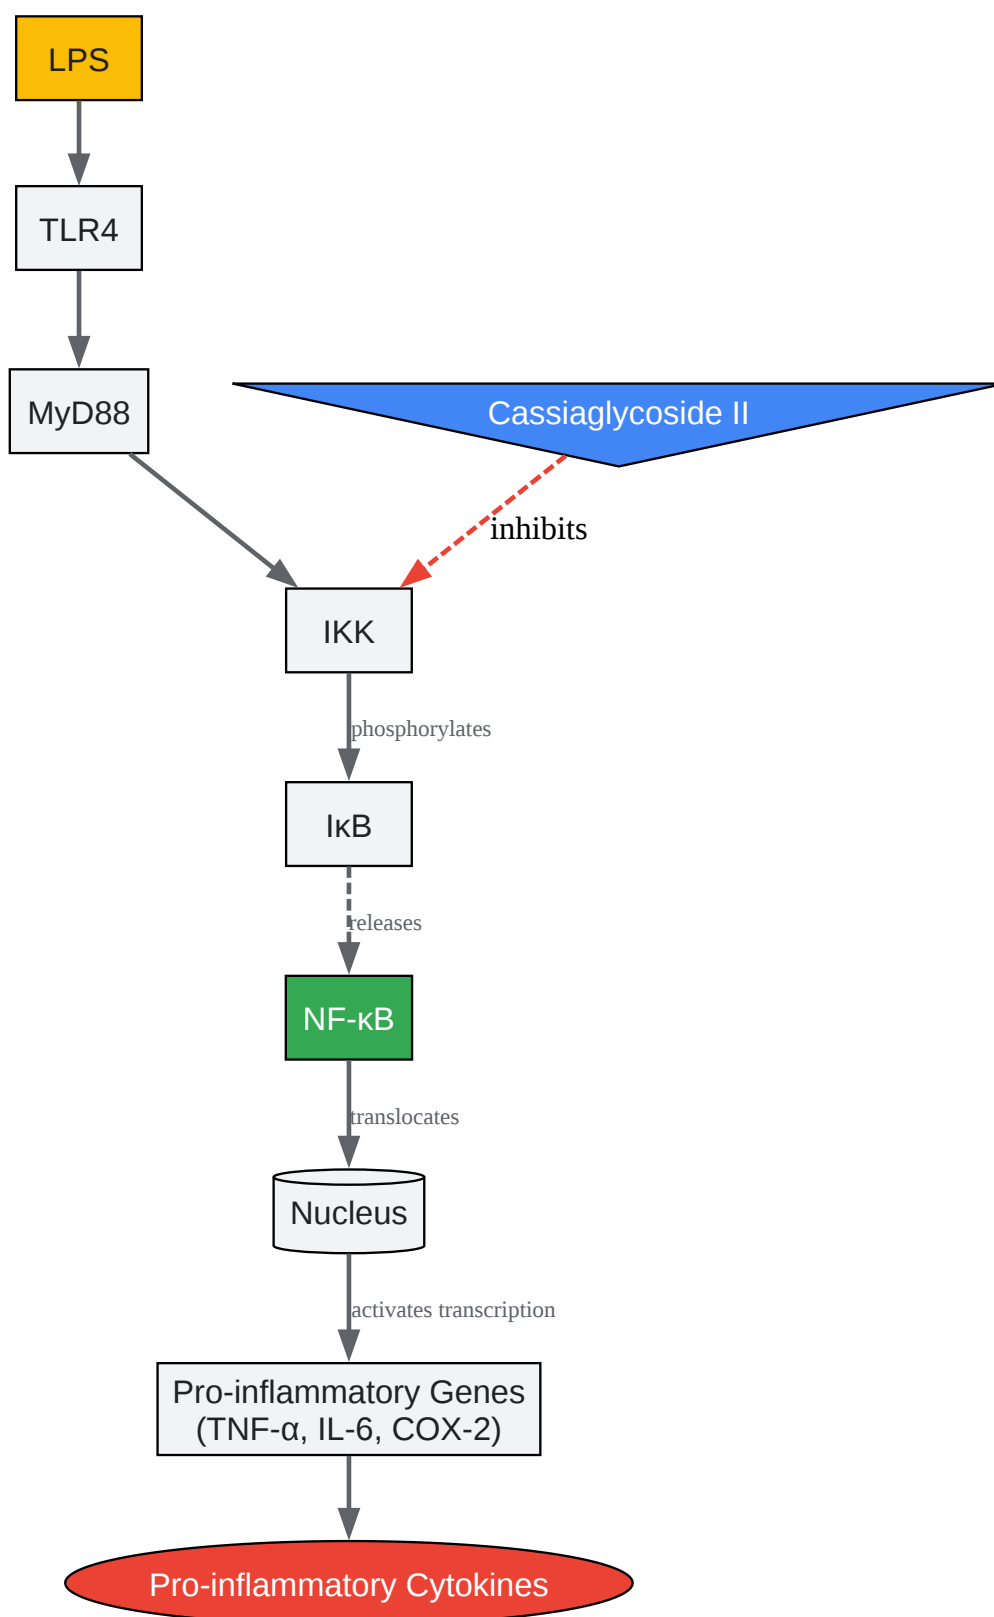 LPS
TLR4
MyD88
Cassiaglycoside II
inhibits
IKK
phosphorylates
IκB
releases
NF-κB
translocates
Nucleus
activates transcription
Pro-inflammatory Genes
(TNF-α, IL-6, COX-2)
Pro-inflammatory Cytokines